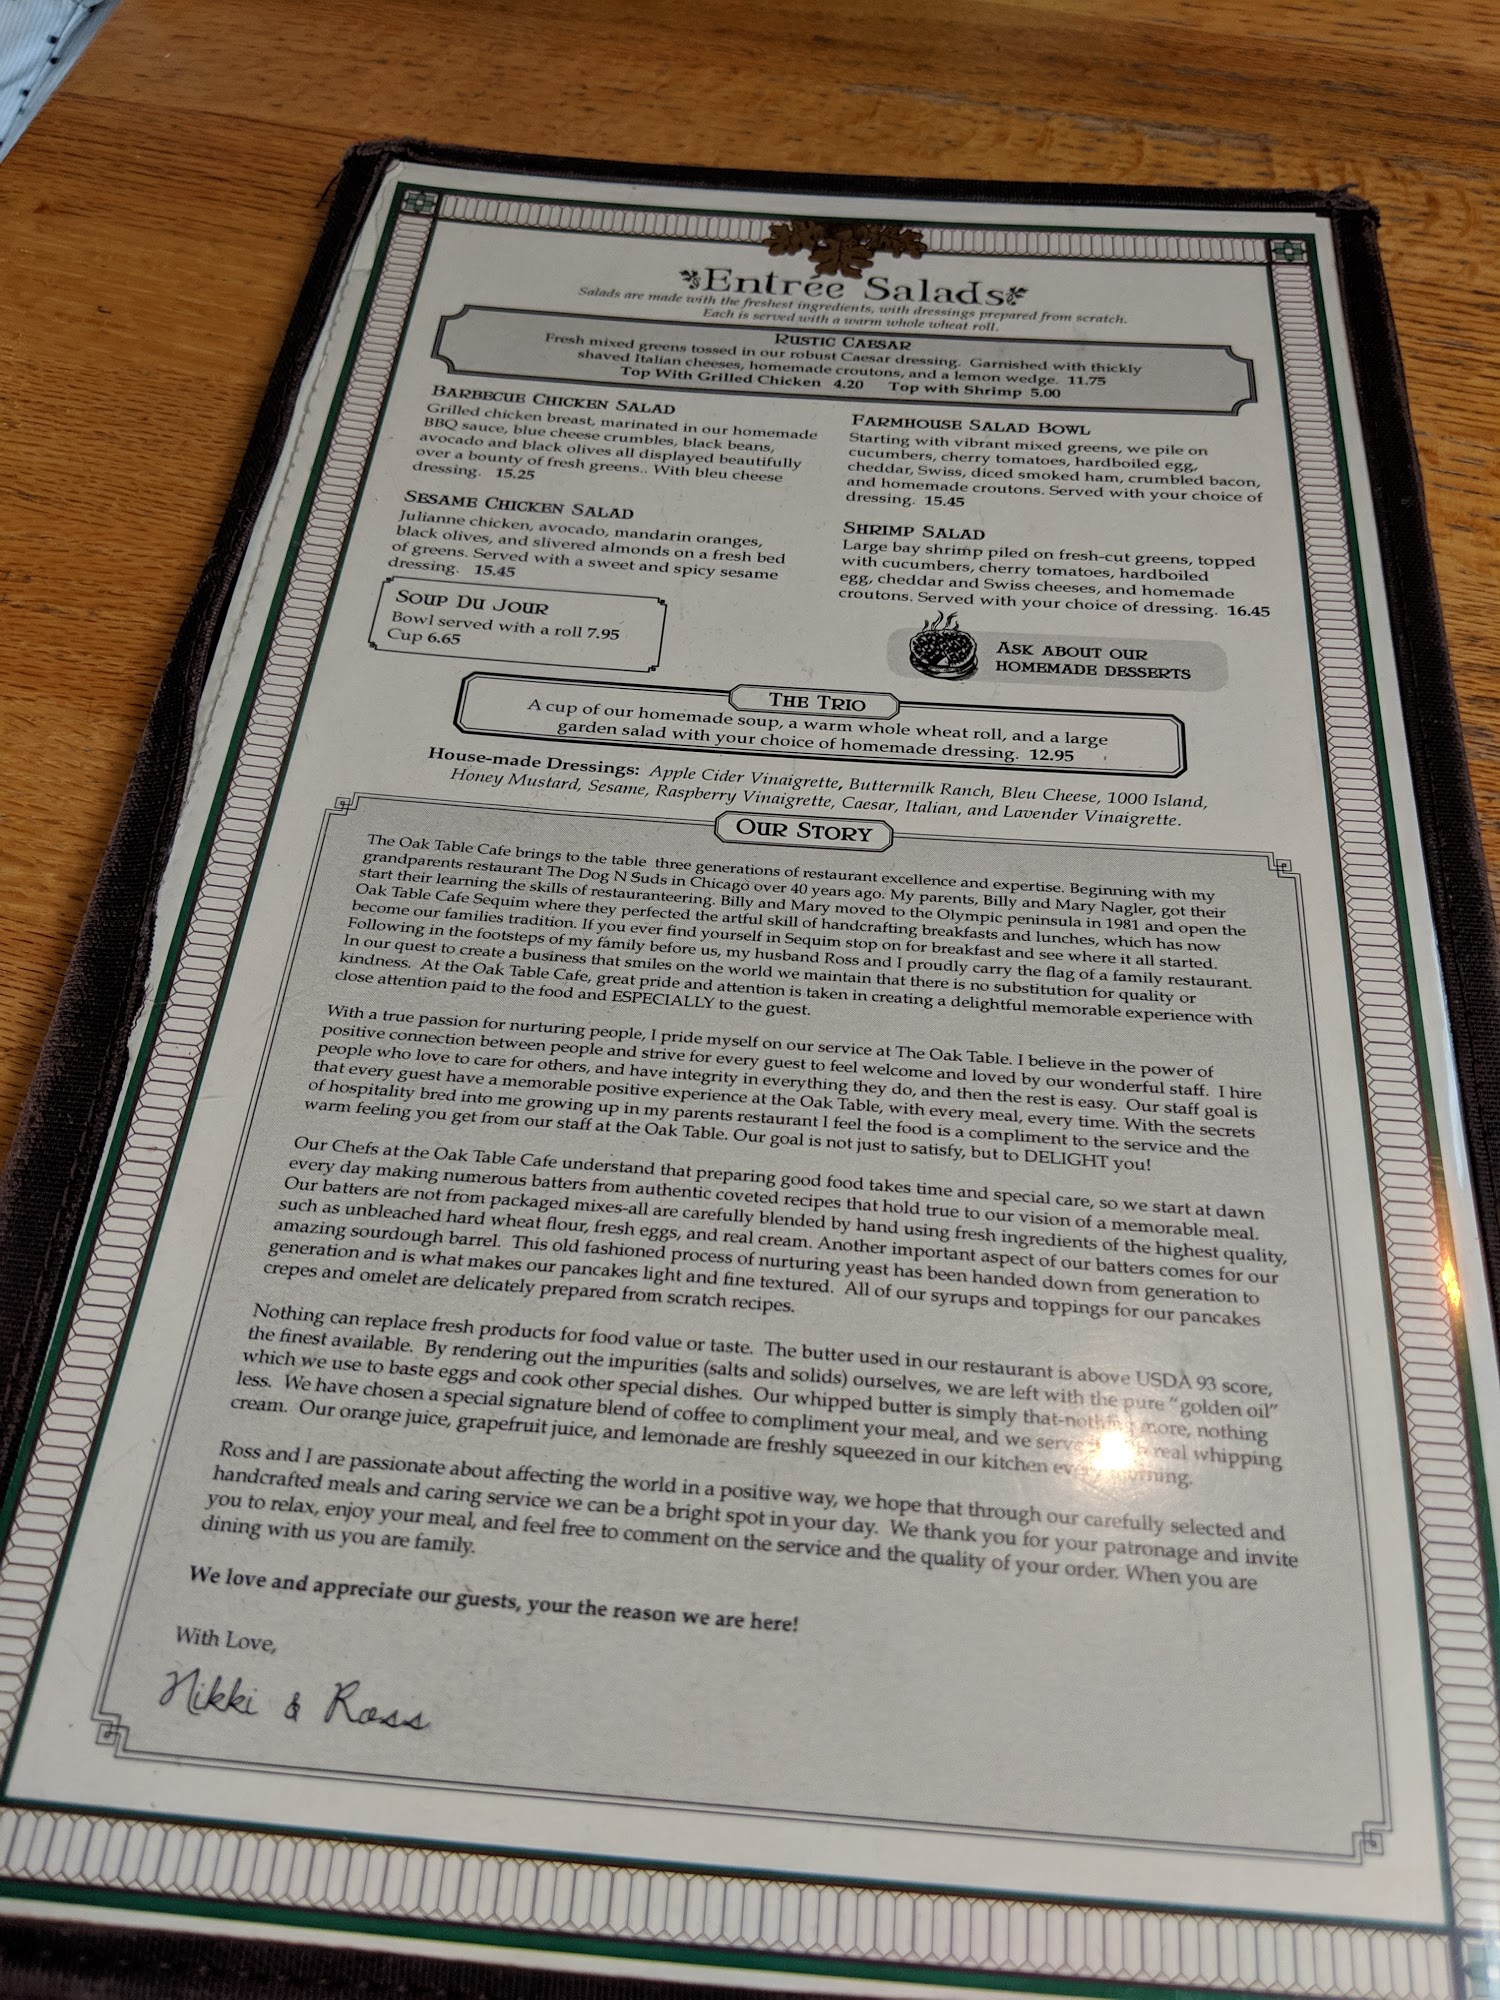 Entrée Salads
Salads are made with the freshest ingredients, with dressings prepared from scratch.
Each is served with a warm whole wheat roll.
RUSTIC CAESAR
Fresh mixed greens tossed in our robust Caesar dressing. Garnished with thickly
shaved Italian cheeses, homemade croutons, and a lemon wedge. 11.75
Top With Grilled Chicken 4.20 Top with Shrimp 5.00
BARBECUE CHICKEN SALAD
Grilled chicken breast, marinated in our homemade
BBQ sauce, blue cheese crumbles, black beans,
avocado and black olives all displayed beautifully
over a bounty of fresh greens.. With bleu cheese
dressing. 15.25
SESAME CHICKEN SALAD
Julianne chicken, avocado, mandarin oranges,
black olives, and slivered almonds on a fresh bed
of greens. Served with a sweet and spicy sesame
dressing. 15.45
FARMHOUSE SALAD BOWL
Starting with vibrant mixed greens, we pile on
cucumbers, cherry tomatoes, hardboiled egg,
cheddar, Swiss, diced smoked ham, crumbled bacon,
and homemade croutons. Served with your choice of
dressing. 15.45
SHRIMP SALAD
Large bay shrimp piled on fresh-cut greens, topped
with cucumbers, cherry tomatoes, hardboiled
egg, cheddar and Swiss cheeses, and homemade
croutons. Served with your choice of dressing. 16.45
SOUP DU JOUR
Bowl served with a roll 7.95
Cup 6.65
ASK ABOUT OUR
HOMEMADE DESSERTS
THE TRIO
A cup of our homemade soup, a warm whole wheat roll, and a large
garden salad with your choice of homemade dressing. 12.95
House-made Dressings: Apple Cider Vinaigrette, Buttermilk Ranch, Bleu Cheese, 1000 Island,
Honey Mustard, Sesame, Raspberry Vinaigrette, Caesar, Italian, and Lavender Vinaigrette.
OUR STORY
The Oak Table Cafe brings to the table three generations of restaurant excellence and expertise. Beginning with my
grandparents restaurant The Dog N Suds in Chicago over 40 years ago. My parents, Billy and Mary Nagler, got their
start their learning the skills of restauranteering. Billy and Mary moved to the Olympic peninsula in 1981 and open the
Oak Table Cafe Sequim where they perfected the artful skill of handcrafting breakfasts and lunches, which has now
become our families tradition. If you ever find yourself in Sequim stop on for breakfast and see where it all started.
Following in the footsteps of my family before us, my husband Ross and I proudly carry the flag of a family restaurant.
In our quest to create a business that smiles on the world we maintain that there is no substitution for quality or
kindness. At the Oak Table Cafe, great pride and attention is taken in creating a delightful memorable experience with
close attention paid to the food and ESPECIALLY to the guest.
With a true passion for nurturing people, I pride myself on our service at The Oak Table. I believe in the power of
positive connection between people and strive for every guest to feel welcome and loved by our wonderful staff. I hire
people who love to care for others, and have integrity in everything they do, and then the rest is easy. Our staff goal is
that every guest have a memorable positive experience at the Oak Table, with every meal, every time. With the secrets
of hospitality bred into me growing up in my parents restaurant I feel the food is a compliment to the service and the
warm feeling you get from our staff at the Oak Table. Our goal is not just to satisfy, but to DELIGHT you!
Our Chefs at the Oak Table Cafe understand that preparing good food takes time and special care, so we start at dawn
every day making numerous batters from authentic coveted recipes that hold true to our vision of a memorable meal.
Our batters are not from packaged mixes-all are carefully blended by hand using fresh ingredients of the highest quality,
such as unbleached hard wheat flour, fresh eggs, and real cream. Another important aspect of our batters comes for our
amazing sourdough barrel. This old fashioned process of nurturing yeast has been handed down from generation to
generation and is what makes our pancakes light and fine textured. All of our syrups and toppings for our pancakes
crepes and omelet are delicately prepared from scratch recipes.
Nothing can replace fresh products for food value or taste. The butter used in our restaurant is above USDA 93 score,
the finest available. By rendering out the impurities (salts and solids) ourselves, we are left with the pure "golden oil"
which we use to baste eggs and cook other special dishes. Our whipped butter is simply that-nothing more, nothing
less. We have chosen a special signature blend of coffee to compliment your meal, and we serve real whipping
cream. Our orange juice, grapefruit juice, and lemonade are freshly squeezed in our kitchen every morning.
Ross and I are passionate about affecting the world in a positive way, we hope that through our carefully selected and
handcrafted meals and caring service we can be a bright spot in your day. We thank you for your patronage and invite
you to relax, enjoy your meal, and feel free to comment on the service and the quality of your order. When you are
dining with us you are family.
We love and appreciate our guests, your the reason we are here!
With Love,
Nikki & Ross